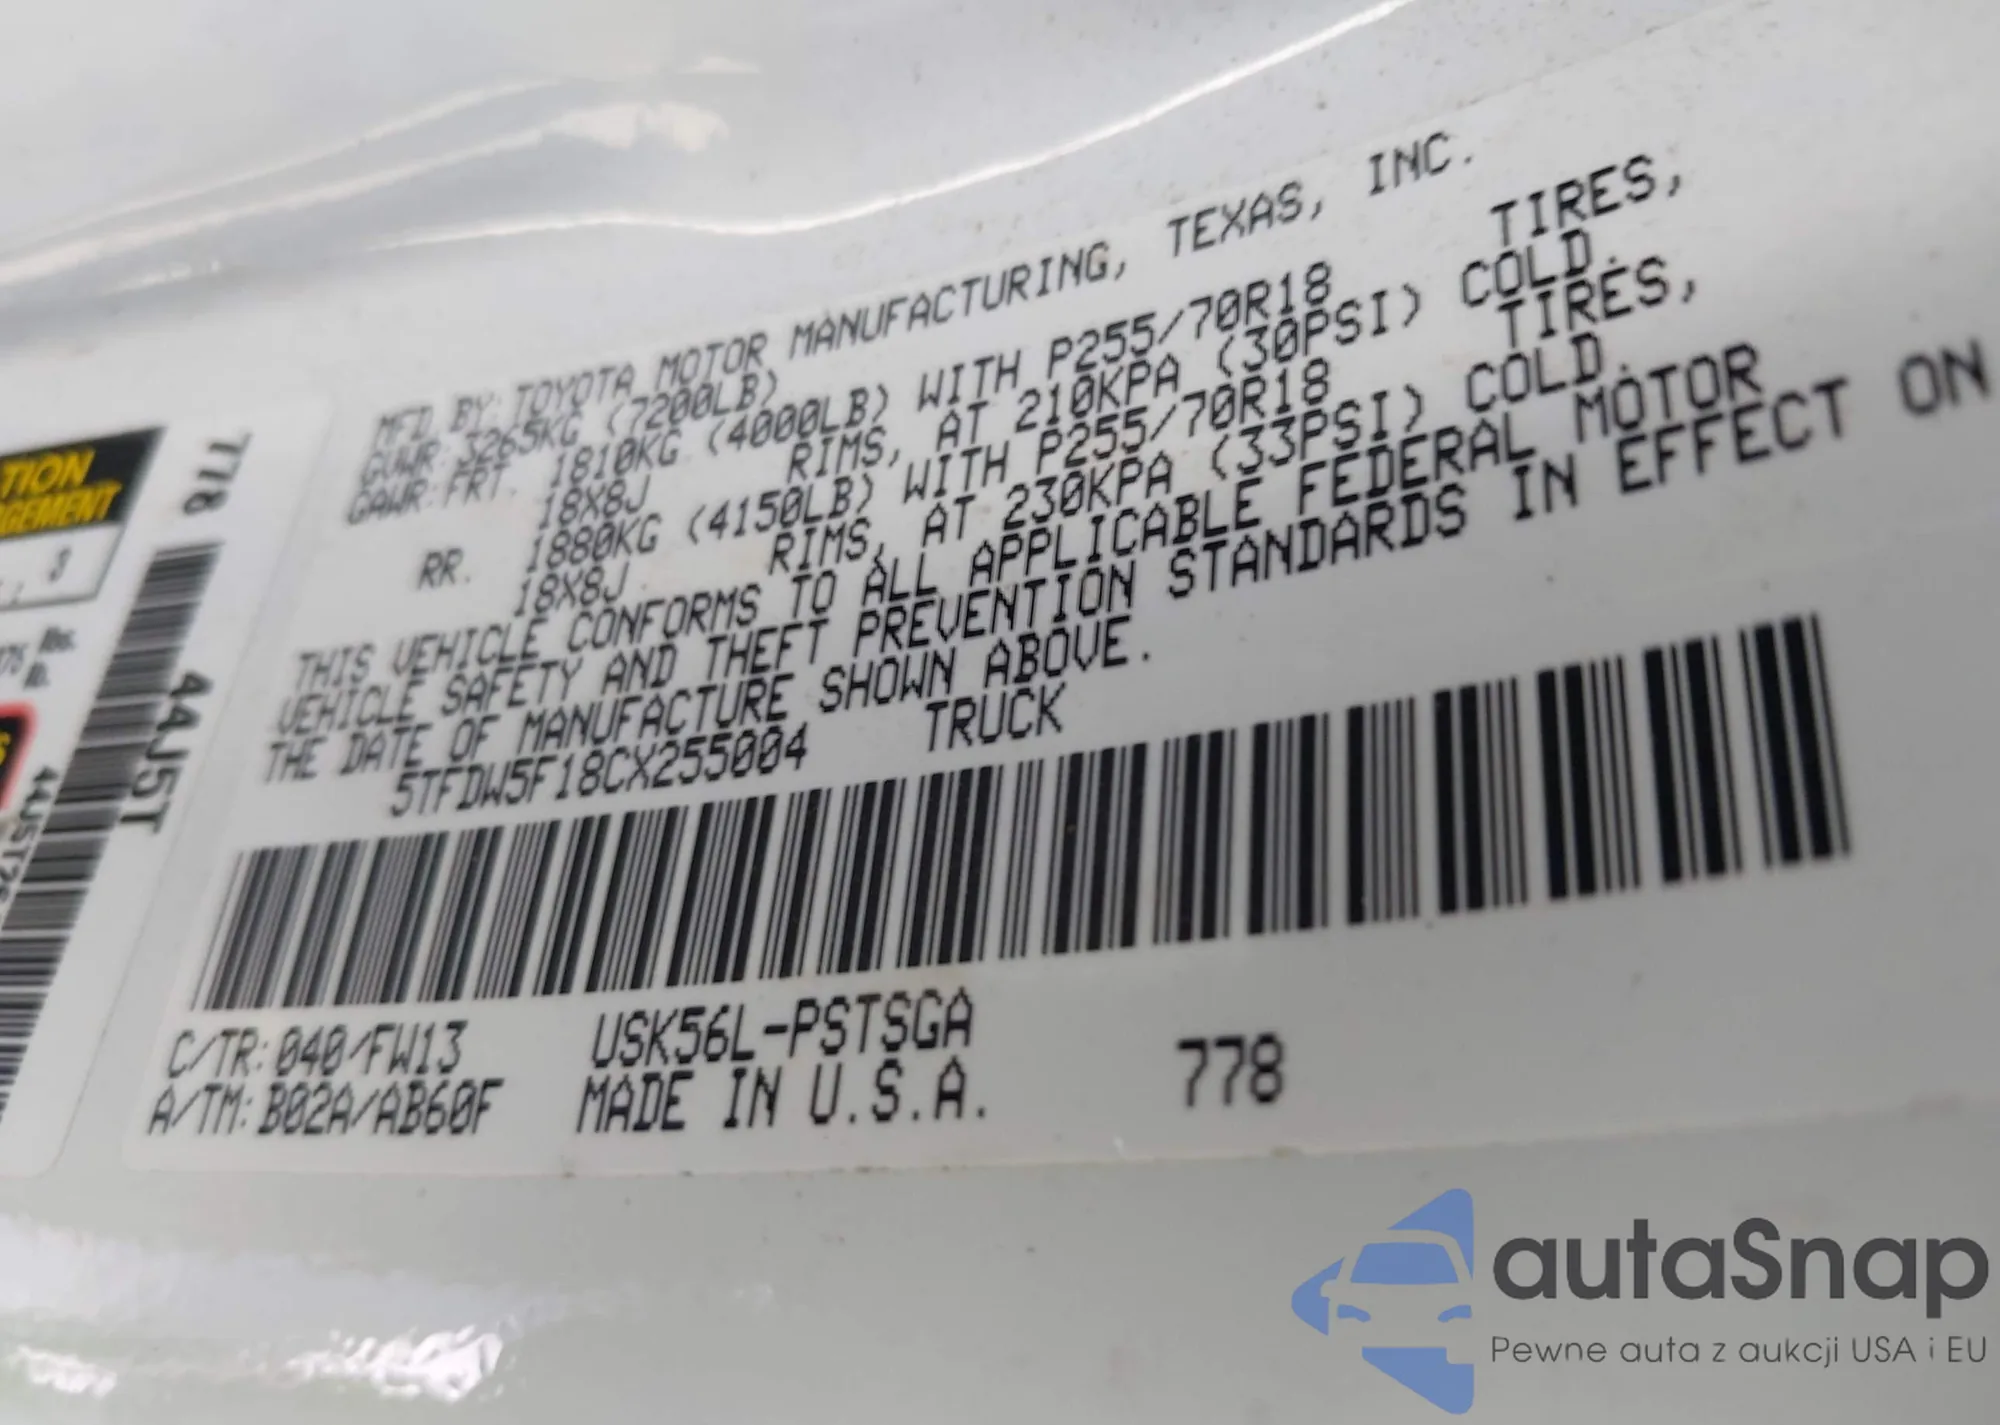 MFD. BY: TOYOTA MOTOR MANUFACTURING, TEXAS, INC.
GVWR: 3265KG (7200LB)
GAWR: FRT. 1810KG (4000LB) WITH P255/70R18 TIRES,
18X8J RIMS, AT 210KPA (30PSI) COLD.
RR. 1880KG (4150LB) WITH P255/70R18 TIRES,
18X8J RIMS, AT 230KPA (33PSI) COLD.
THIS VEHICLE CONFORMS TO ALL APPLICABLE FEDERAL MOTOR
VEHICLE SAFETY AND THEFT PREVENTION STANDARDS IN EFFECT ON
THE DATE OF MANUFACTURE SHOWN ABOVE.
5TFDW5F18CX255004 TRUCK
C/TR: 040/FW13 USK56L-PSTSGA
A/TM: B02A/AB60F MADE IN U.S.A. 778
778
44J5T
TION
GEMENT
autaSnap
Pewne auta z aukcji USA i EU